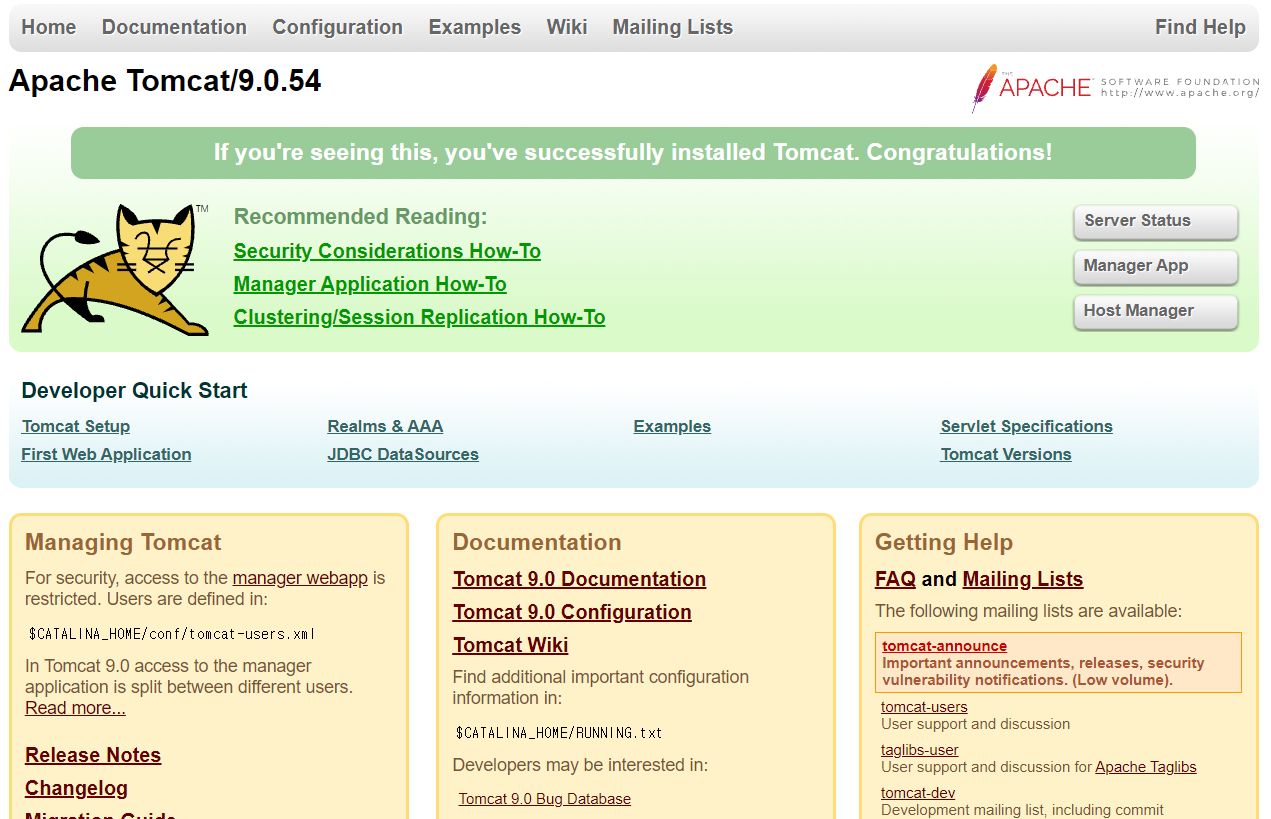 Home Documentation Configuration Examples Wiki Mailing Lists Find Help
Apache Tomcat/9.0.54
THE APACHE SOFTWARE FOUNDATION
http://www.apache.org/
If you're seeing this, you've successfully installed Tomcat. Congratulations!
TM
Recommended Reading:
Security Considerations How-To
Manager Application How-To
Clustering/Session Replication How-To
Server Status
Manager App
Host Manager
Developer Quick Start
Tomcat Setup
First Web Application
Realms & AAA
JDBC DataSources
Examples
Servlet Specifications
Tomcat Versions
Managing Tomcat
For security, access to the manager webapp is
restricted. Users are defined in:
$CATALINA_HOME/conf/tomcat-users.xml
In Tomcat 9.0 access to the manager
application is split between different users.
Read more...
Release Notes
Changelog
Migration Guide
Documentation
Tomcat 9.0 Documentation
Tomcat 9.0 Configuration
Tomcat Wiki
Find additional important configuration
information in:
$CATALINA_HOME/RUNNING.txt
Developers may be interested in:
Tomcat 9.0 Bug Database
Getting Help
FAQ and Mailing Lists
The following mailing lists are available:
tomcat-announce
Important announcements, releases, security
vulnerability notifications. (Low volume).
tomcat-users
User support and discussion
taglibs-user
User support and discussion for Apache Taglibs
tomcat-dev
Development mailing list, including commit